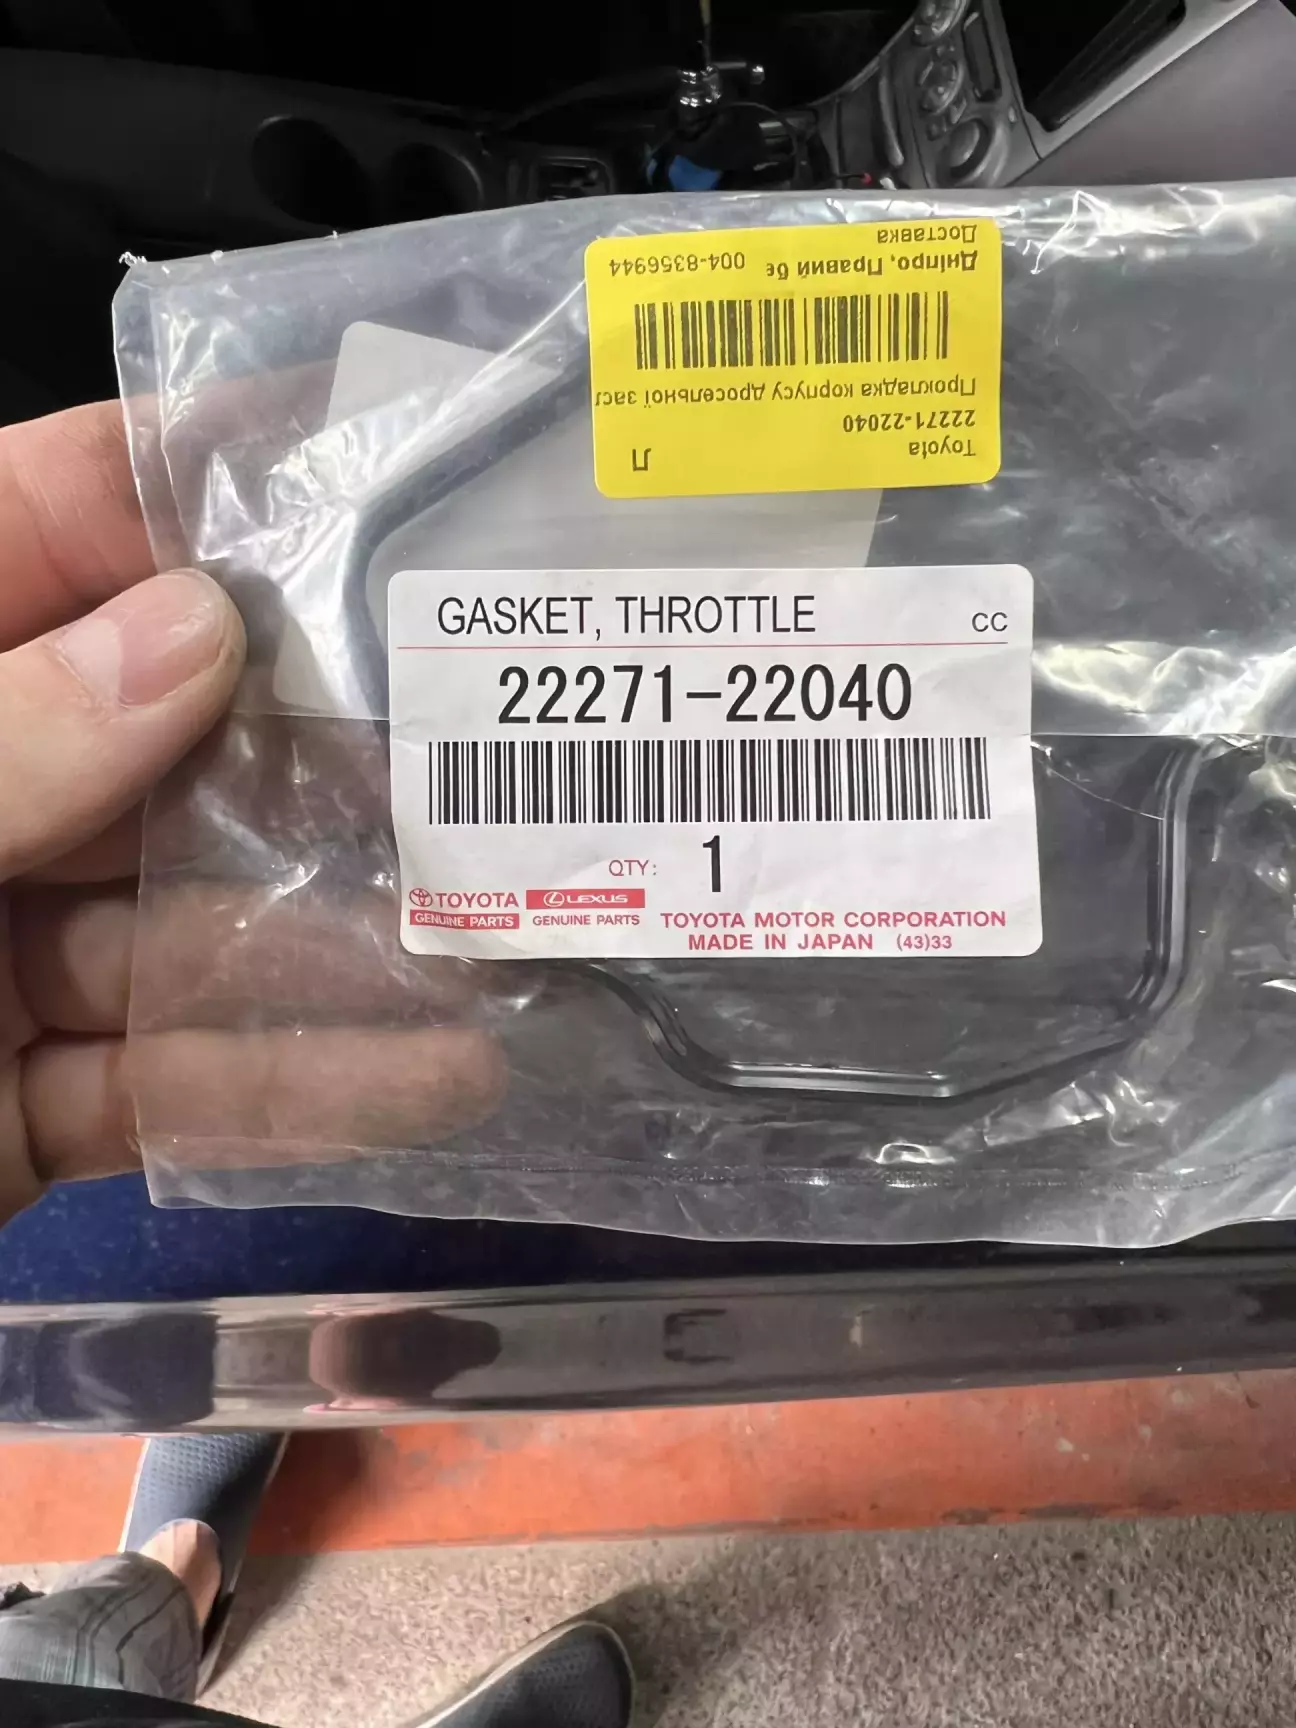 Toyota
22271-22040
Л
Прокладка корпусу дросельної зас
Дніпро, Правий бе
004-8356944
Доставка
GASKET, THROTTLE
CC
22271-22040
QTY: 1
TOYOTA
GENUINE PARTS
LEXUS
GENUINE PARTS
TOYOTA MOTOR CORPORATION
MADE IN JAPAN (43)33